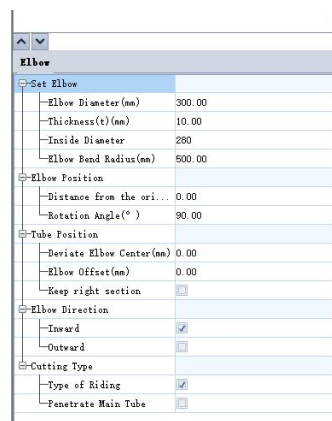 Elbow
Set Elbow
Elbow Diameter(mm) 300.00
Thickness(t)(mm) 10.00
Inside Diameter 280
Elbow Bend Radius(mm) 500.00
Elbow Position
Distance from the ori... 0.00
Rotation Angle(° ) 90.00
Tube Position
Deviate Elbow Center(mm) 0.00
Elbow Offset(mm) 0.00
Keep right section
Elbow Direction
Inward
Outward
Cutting Type
Type of Riding
Penetrate Main Tube